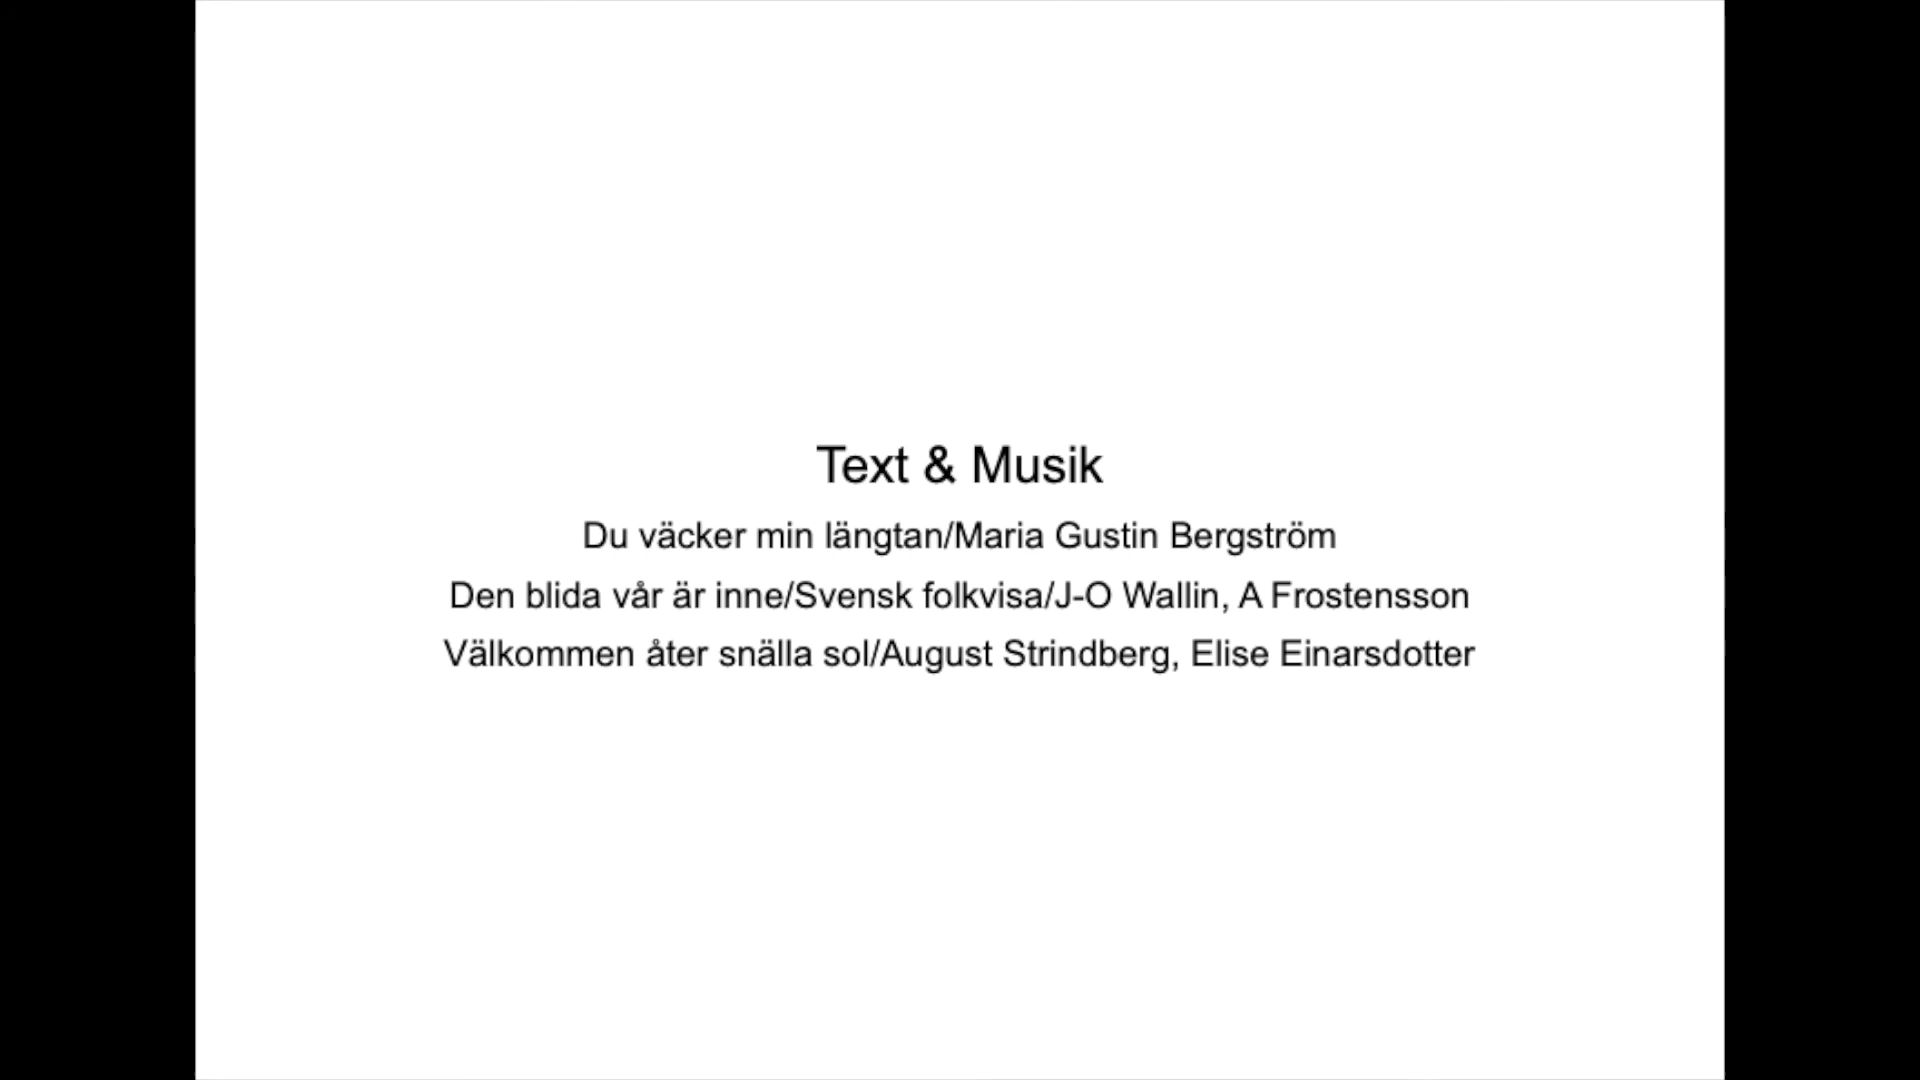 Text & Musik
Du väcker min längtan/Maria Gustin Bergström
Den blida vår är inne/Svensk folkvisa/J-O Wallin, A Frostensson
Välkommen åter snälla sol/August Strindberg, Elise Einarsdotter